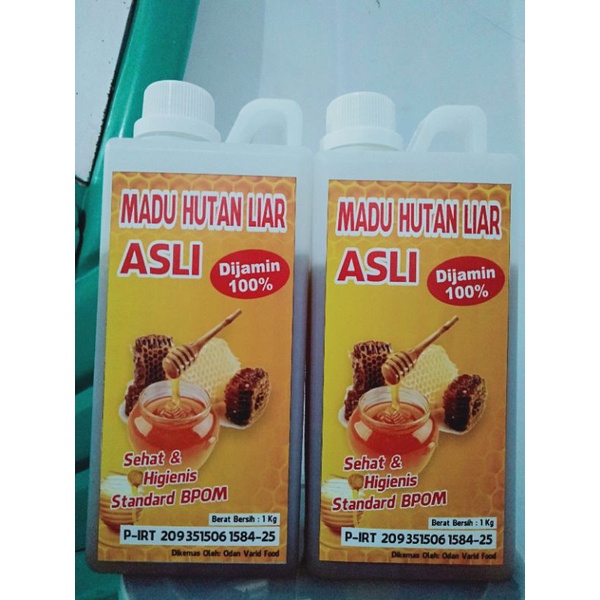 MADU HUTAN LIAR
ASLI
Dijamin
100%
Sehat &
Higienis
Standard BPOM
Berat Bersih : 1 Kg
P-IRT 209351506 1584-25
Dikemas Oleh: Odan Varid Food
MADU HUTAN LIAR
ASLI
Dijamin
100%
Sehat &
Higienis
Standard BPOM
Berat Bersih : 1 Kg
P-IRT 209351506 1584-25
Dikemas Oleh: Odan Varid Food